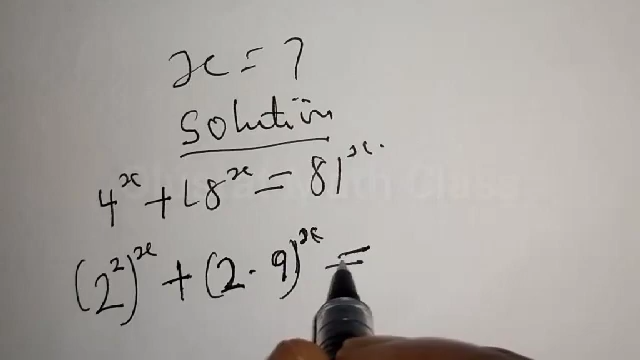 x = ?
Solution
4^x + 18^x = 81^x.
(2^2)^x + (2 · 9)^x =